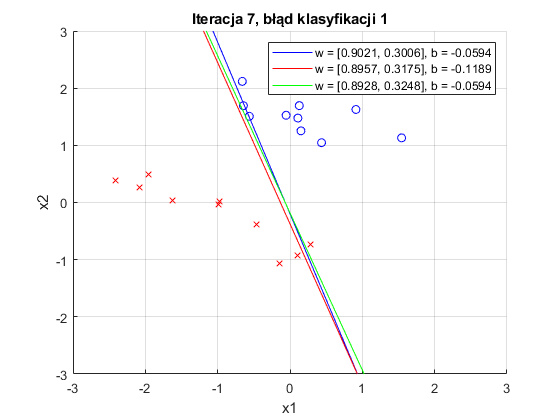 Iteracja 7, błąd klasyfikacji 1
3
2
1
0
-1
-2
-3
x2
w = [0.9021, 0.3006], b = -0.0594
w = [0.8957, 0.3175], b = -0.1189
w = [0.8928, 0.3248], b = -0.0594
-3 -2 -1 0 1 2 3
x1